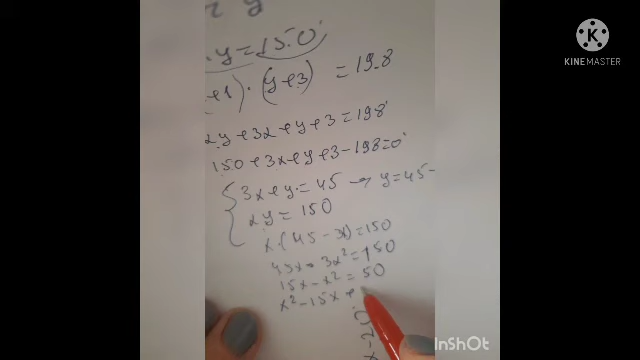 x y
x.y=150
(x+1)·(y+3) = 198
xy+3x+y+3=198
150+3x+y+3-198=0
3x+y=45 → y=45-
xy=150
x·(45-3x)=150
45x-3x²=150
15x-x²=50
x²-15x+
KINEMASTER
InShOt